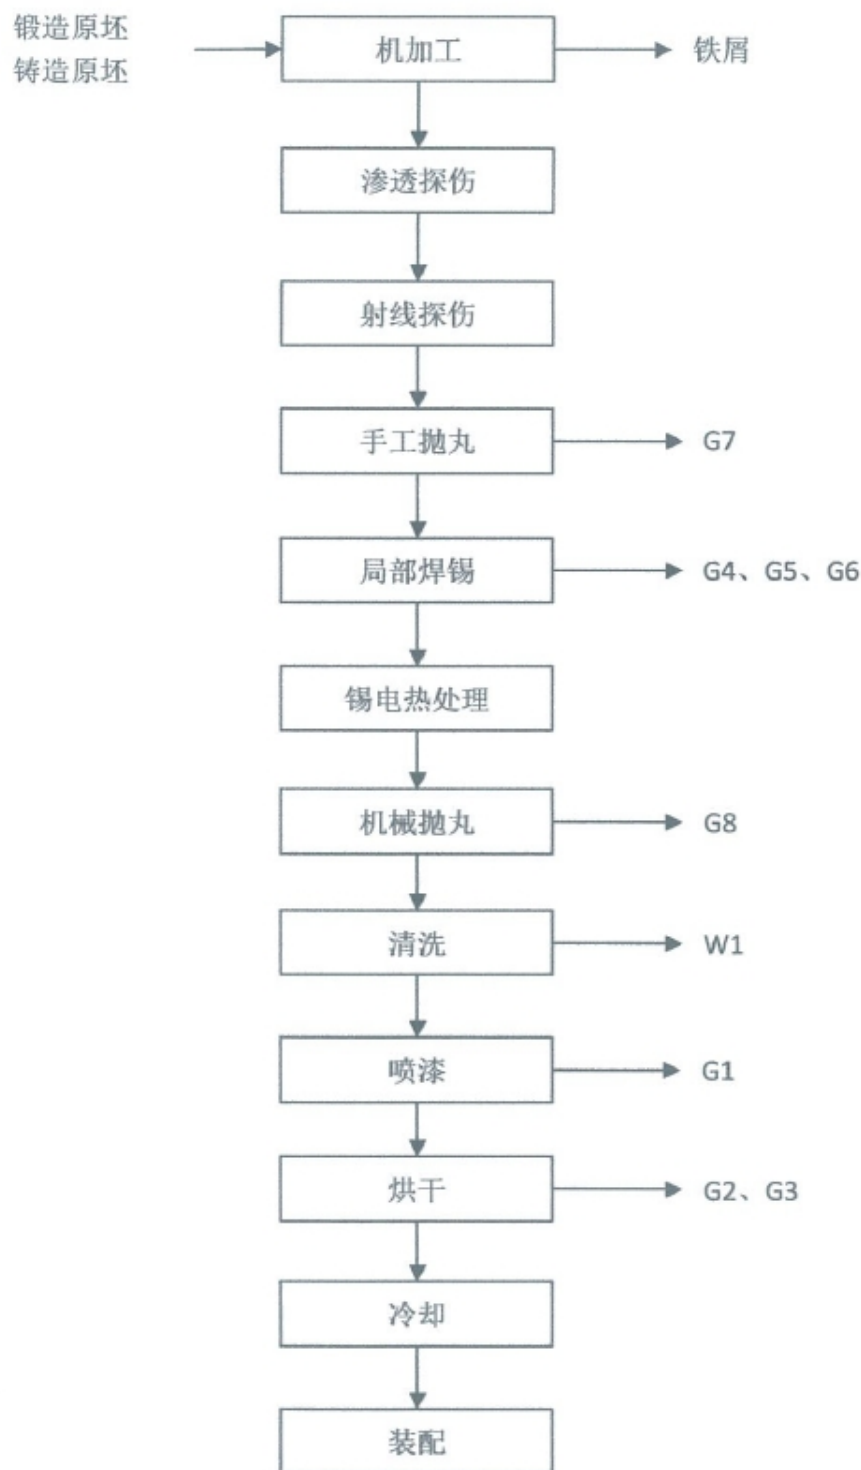 锻造原坯
铸造原坯
机加工
铁屑
渗透探伤
射线探伤
手工抛丸
G7
局部焊锡
G4、G5、G6
锡电热处理
机械抛丸
G8
清洗
W1
喷漆
G1
烘干
G2、G3
冷却
装配